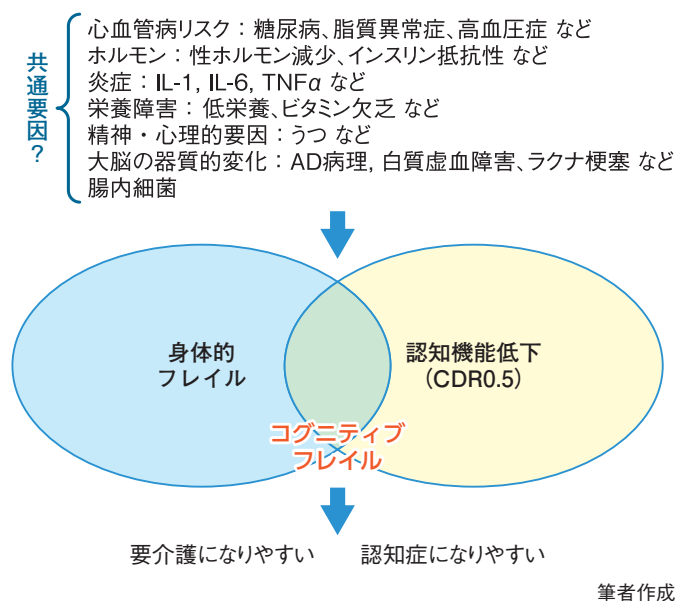 共通要因？
心血管病リスク：糖尿病、脂質異常症、高血圧症 など
ホルモン：性ホルモン減少、インスリン抵抗性 など
炎症：IL-1, IL-6, TNFα など
栄養障害：低栄養、ビタミン欠乏 など
精神・心理的要因：うつ など
大脳の器質的変化：AD病理, 白質虚血障害、ラクナ梗塞 など
腸内細菌
身体的
フレイル
認知機能低下
（CDR0.5）
コグニティブ
フレイル
要介護になりやすい
認知症になりやすい
筆者作成